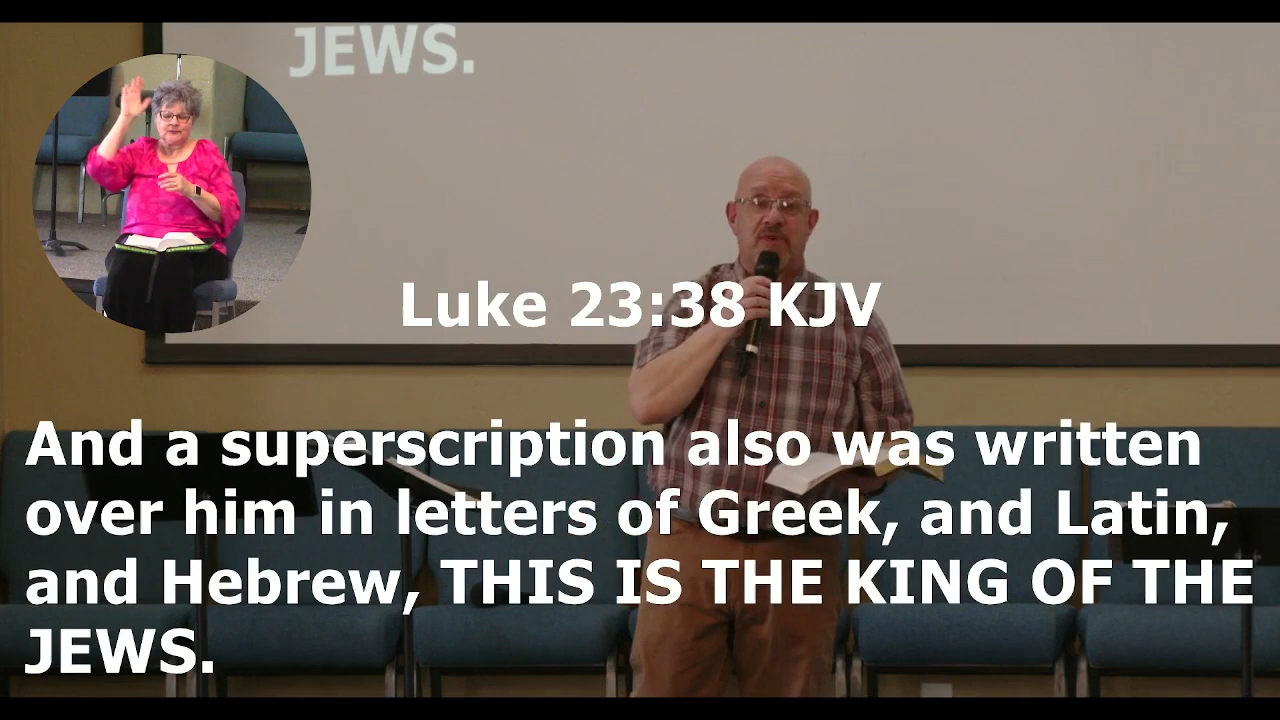 JEWS.
Luke 23:38 KJV
And a superscription also was written
over him in letters of Greek, and Latin,
and Hebrew, THIS IS THE KING OF THE
JEWS.